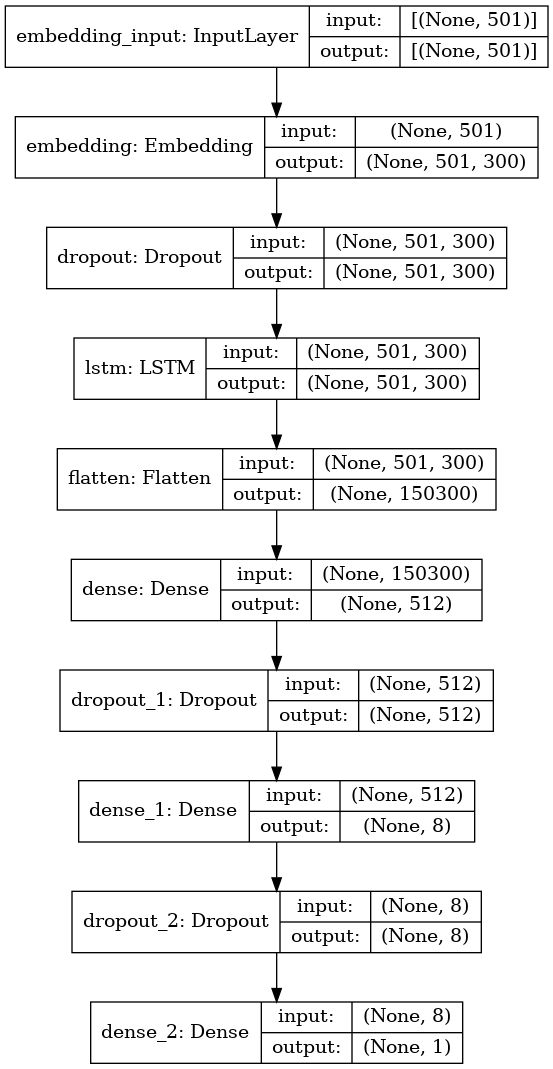 embedding_input: InputLayer
input: [(None, 501)]
output: [(None, 501)]
embedding: Embedding
input: (None, 501)
output: (None, 501, 300)
dropout: Dropout
input: (None, 501, 300)
output: (None, 501, 300)
lstm: LSTM
input: (None, 501, 300)
output: (None, 501, 300)
flatten: Flatten
input: (None, 501, 300)
output: (None, 150300)
dense: Dense
input: (None, 150300)
output: (None, 512)
dropout_1: Dropout
input: (None, 512)
output: (None, 512)
dense_1: Dense
input: (None, 512)
output: (None, 8)
dropout_2: Dropout
input: (None, 8)
output: (None, 8)
dense_2: Dense
input: (None, 8)
output: (None, 1)